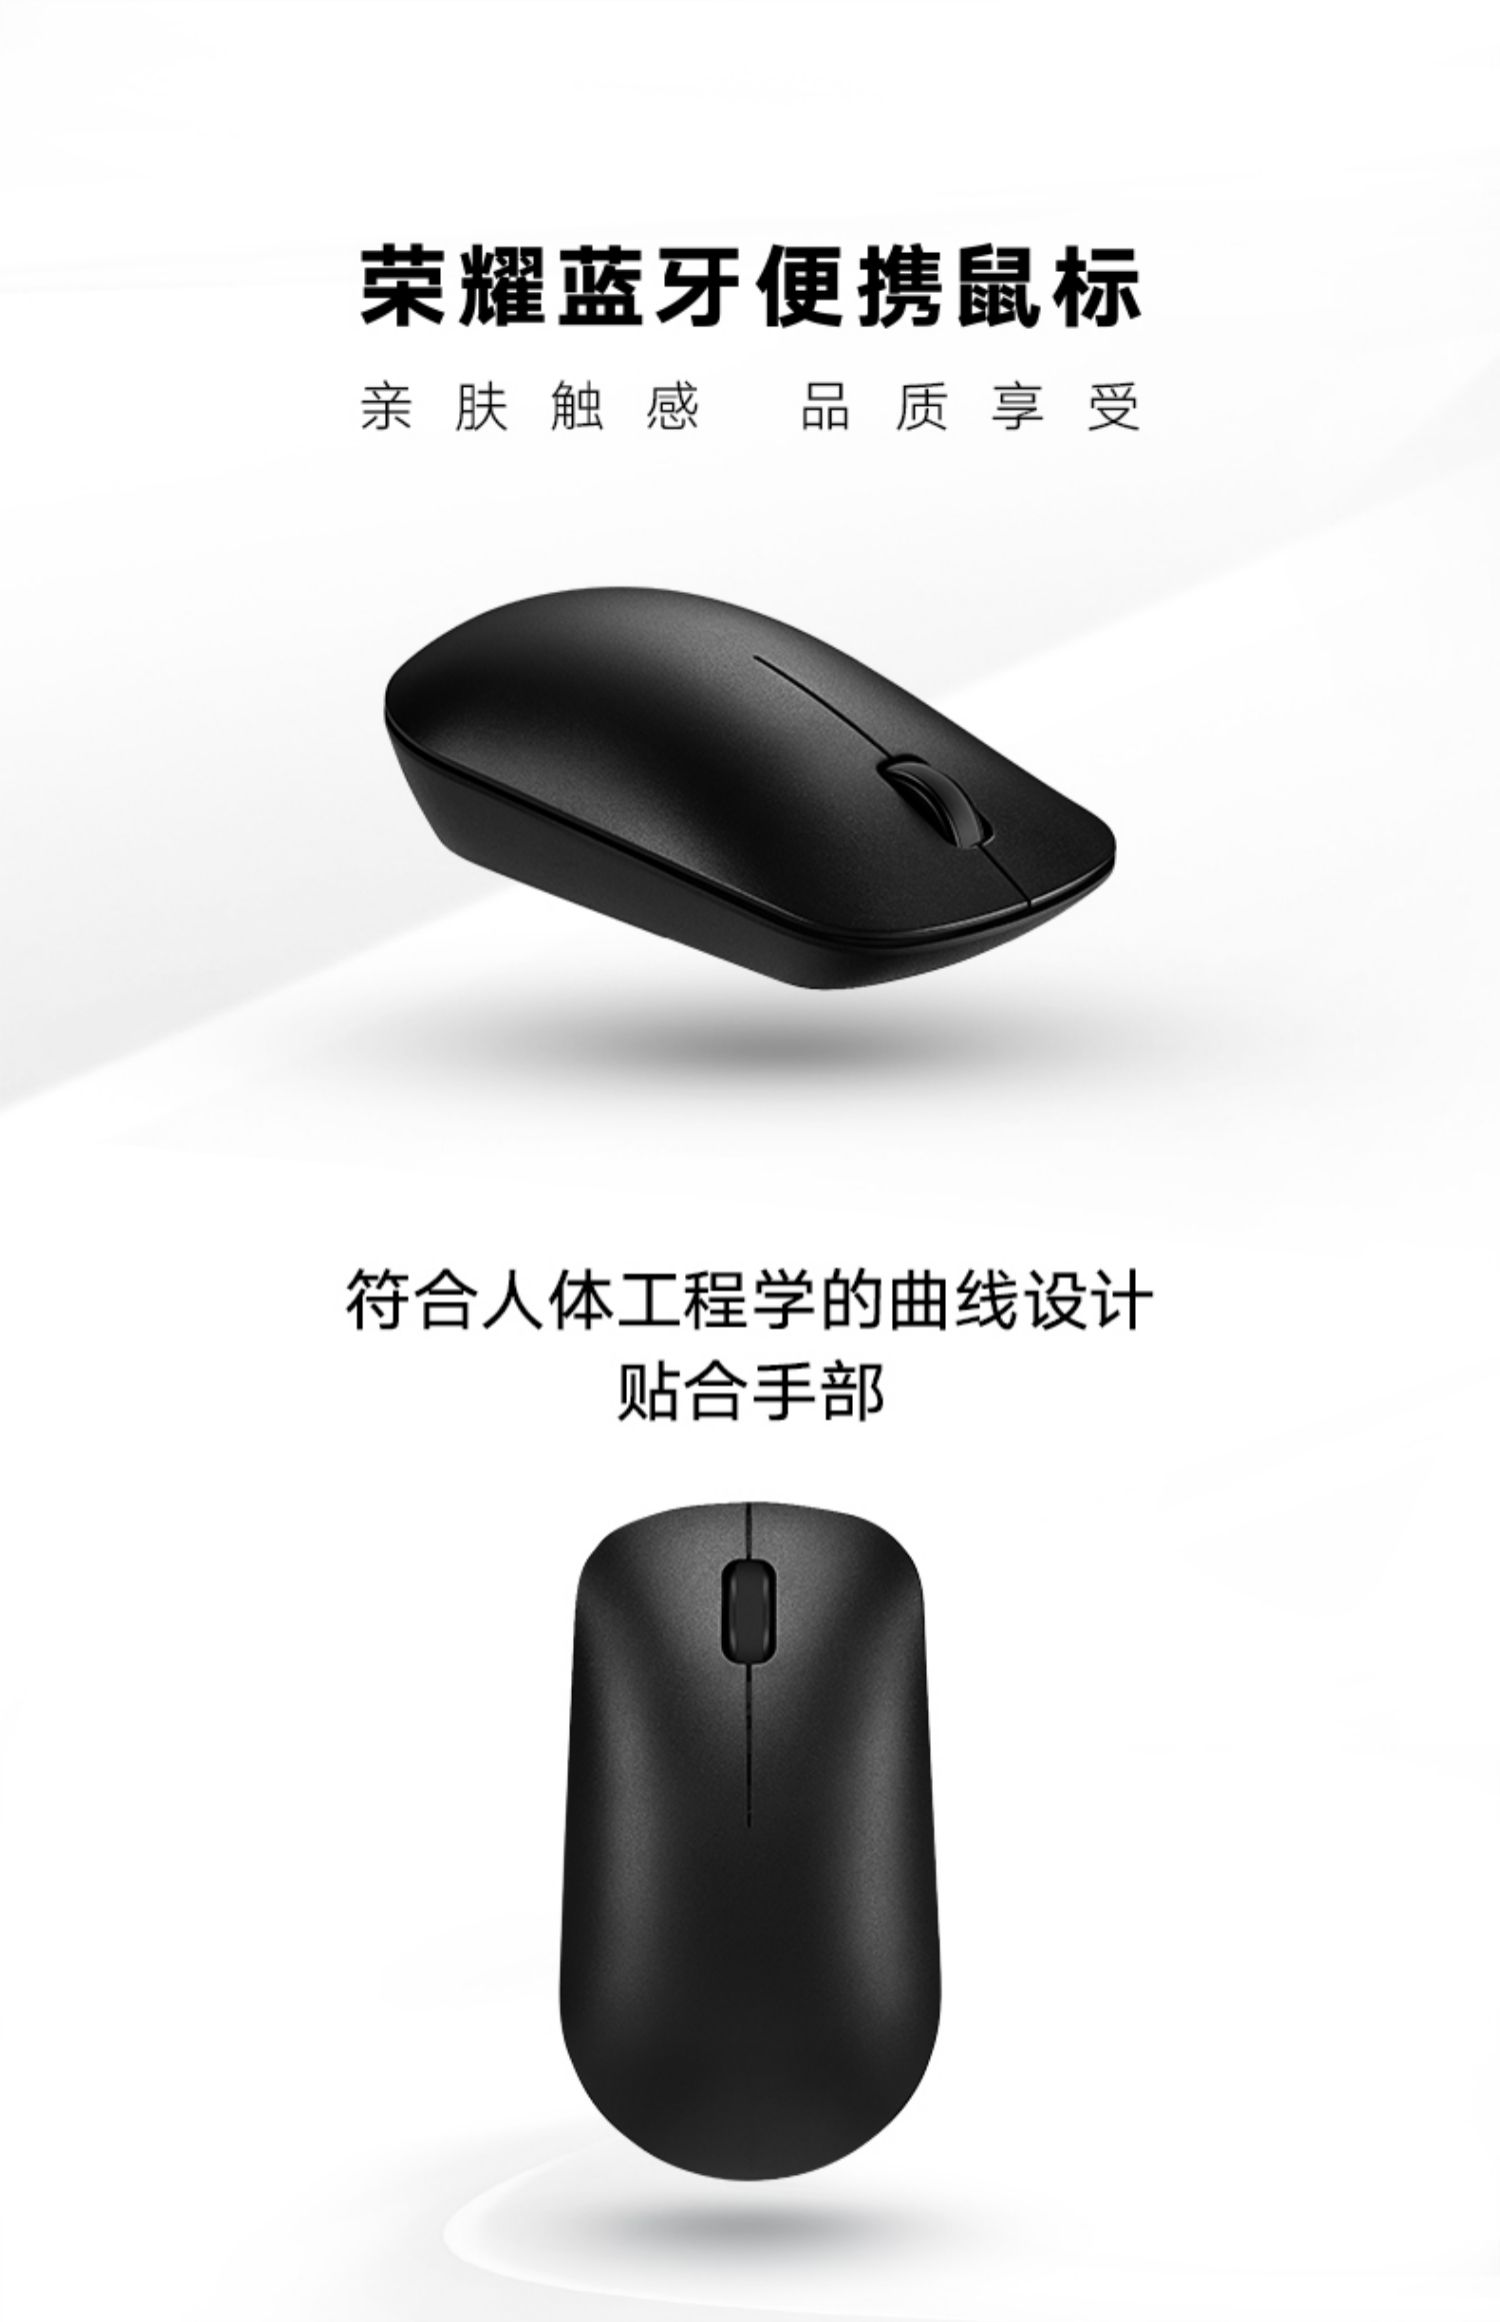 荣耀蓝牙便携鼠标
亲肤触感 品质享受
符合人体工程学的曲线设计
贴合手部